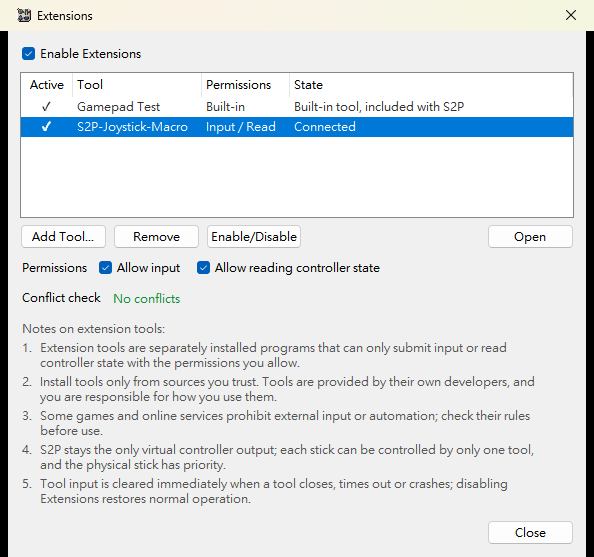 Extensions
Enable Extensions
Active Tool Permissions State
✓ Gamepad Test Built-in Built-in tool, included with S2P
✓ S2P-Joystick-Macro Input / Read Connected
Add Tool... Remove Enable/Disable Open
Permissions Allow input Allow reading controller state
Conflict check No conflicts
Notes on extension tools:
1. Extension tools are separately installed programs that can only submit input or read
controller state with the permissions you allow.
2. Install tools only from sources you trust. Tools are provided by their own developers, and
you are responsible for how you use them.
3. Some games and online services prohibit external input or automation; check their rules
before use.
4. S2P stays the only virtual controller output; each stick can be controlled by only one tool,
and the physical stick has priority.
5. Tool input is cleared immediately when a tool closes, times out or crashes; disabling
Extensions restores normal operation.
Close